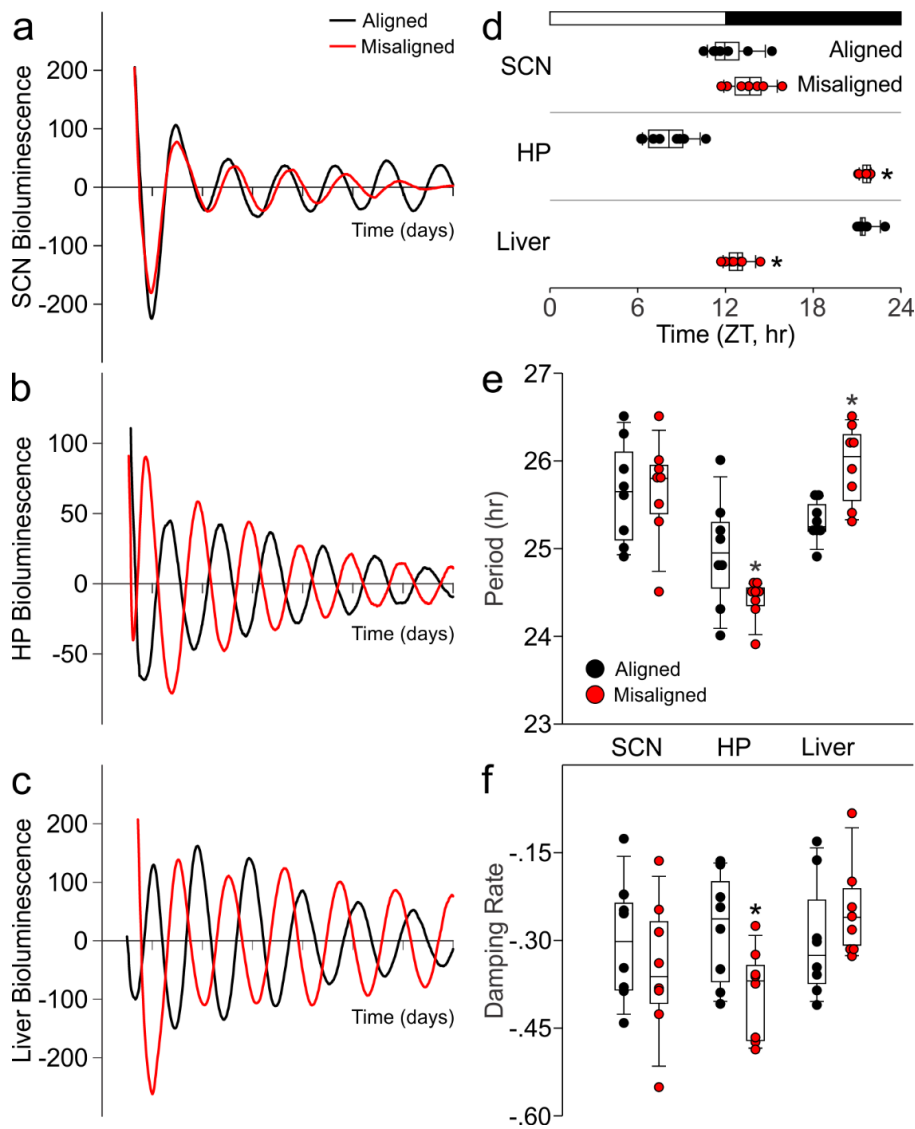 a
Aligned
Misaligned
200
100
0
-100
-200
SCN Bioluminescence
Time (days)
b
100
50
0
-50
HP Bioluminescence
Time (days)
c
200
100
0
-100
-200
Liver Bioluminescence
Time (days)
d
SCN
Aligned
Misaligned
HP
*
Liver
*
0 6 12 18 24
Time (ZT, hr)
e
27
26
25
24
23
Period (hr)
*
*
Aligned
Misaligned
SCN HP Liver
f
-.15
-.30
-.45
-.60
Damping Rate
*